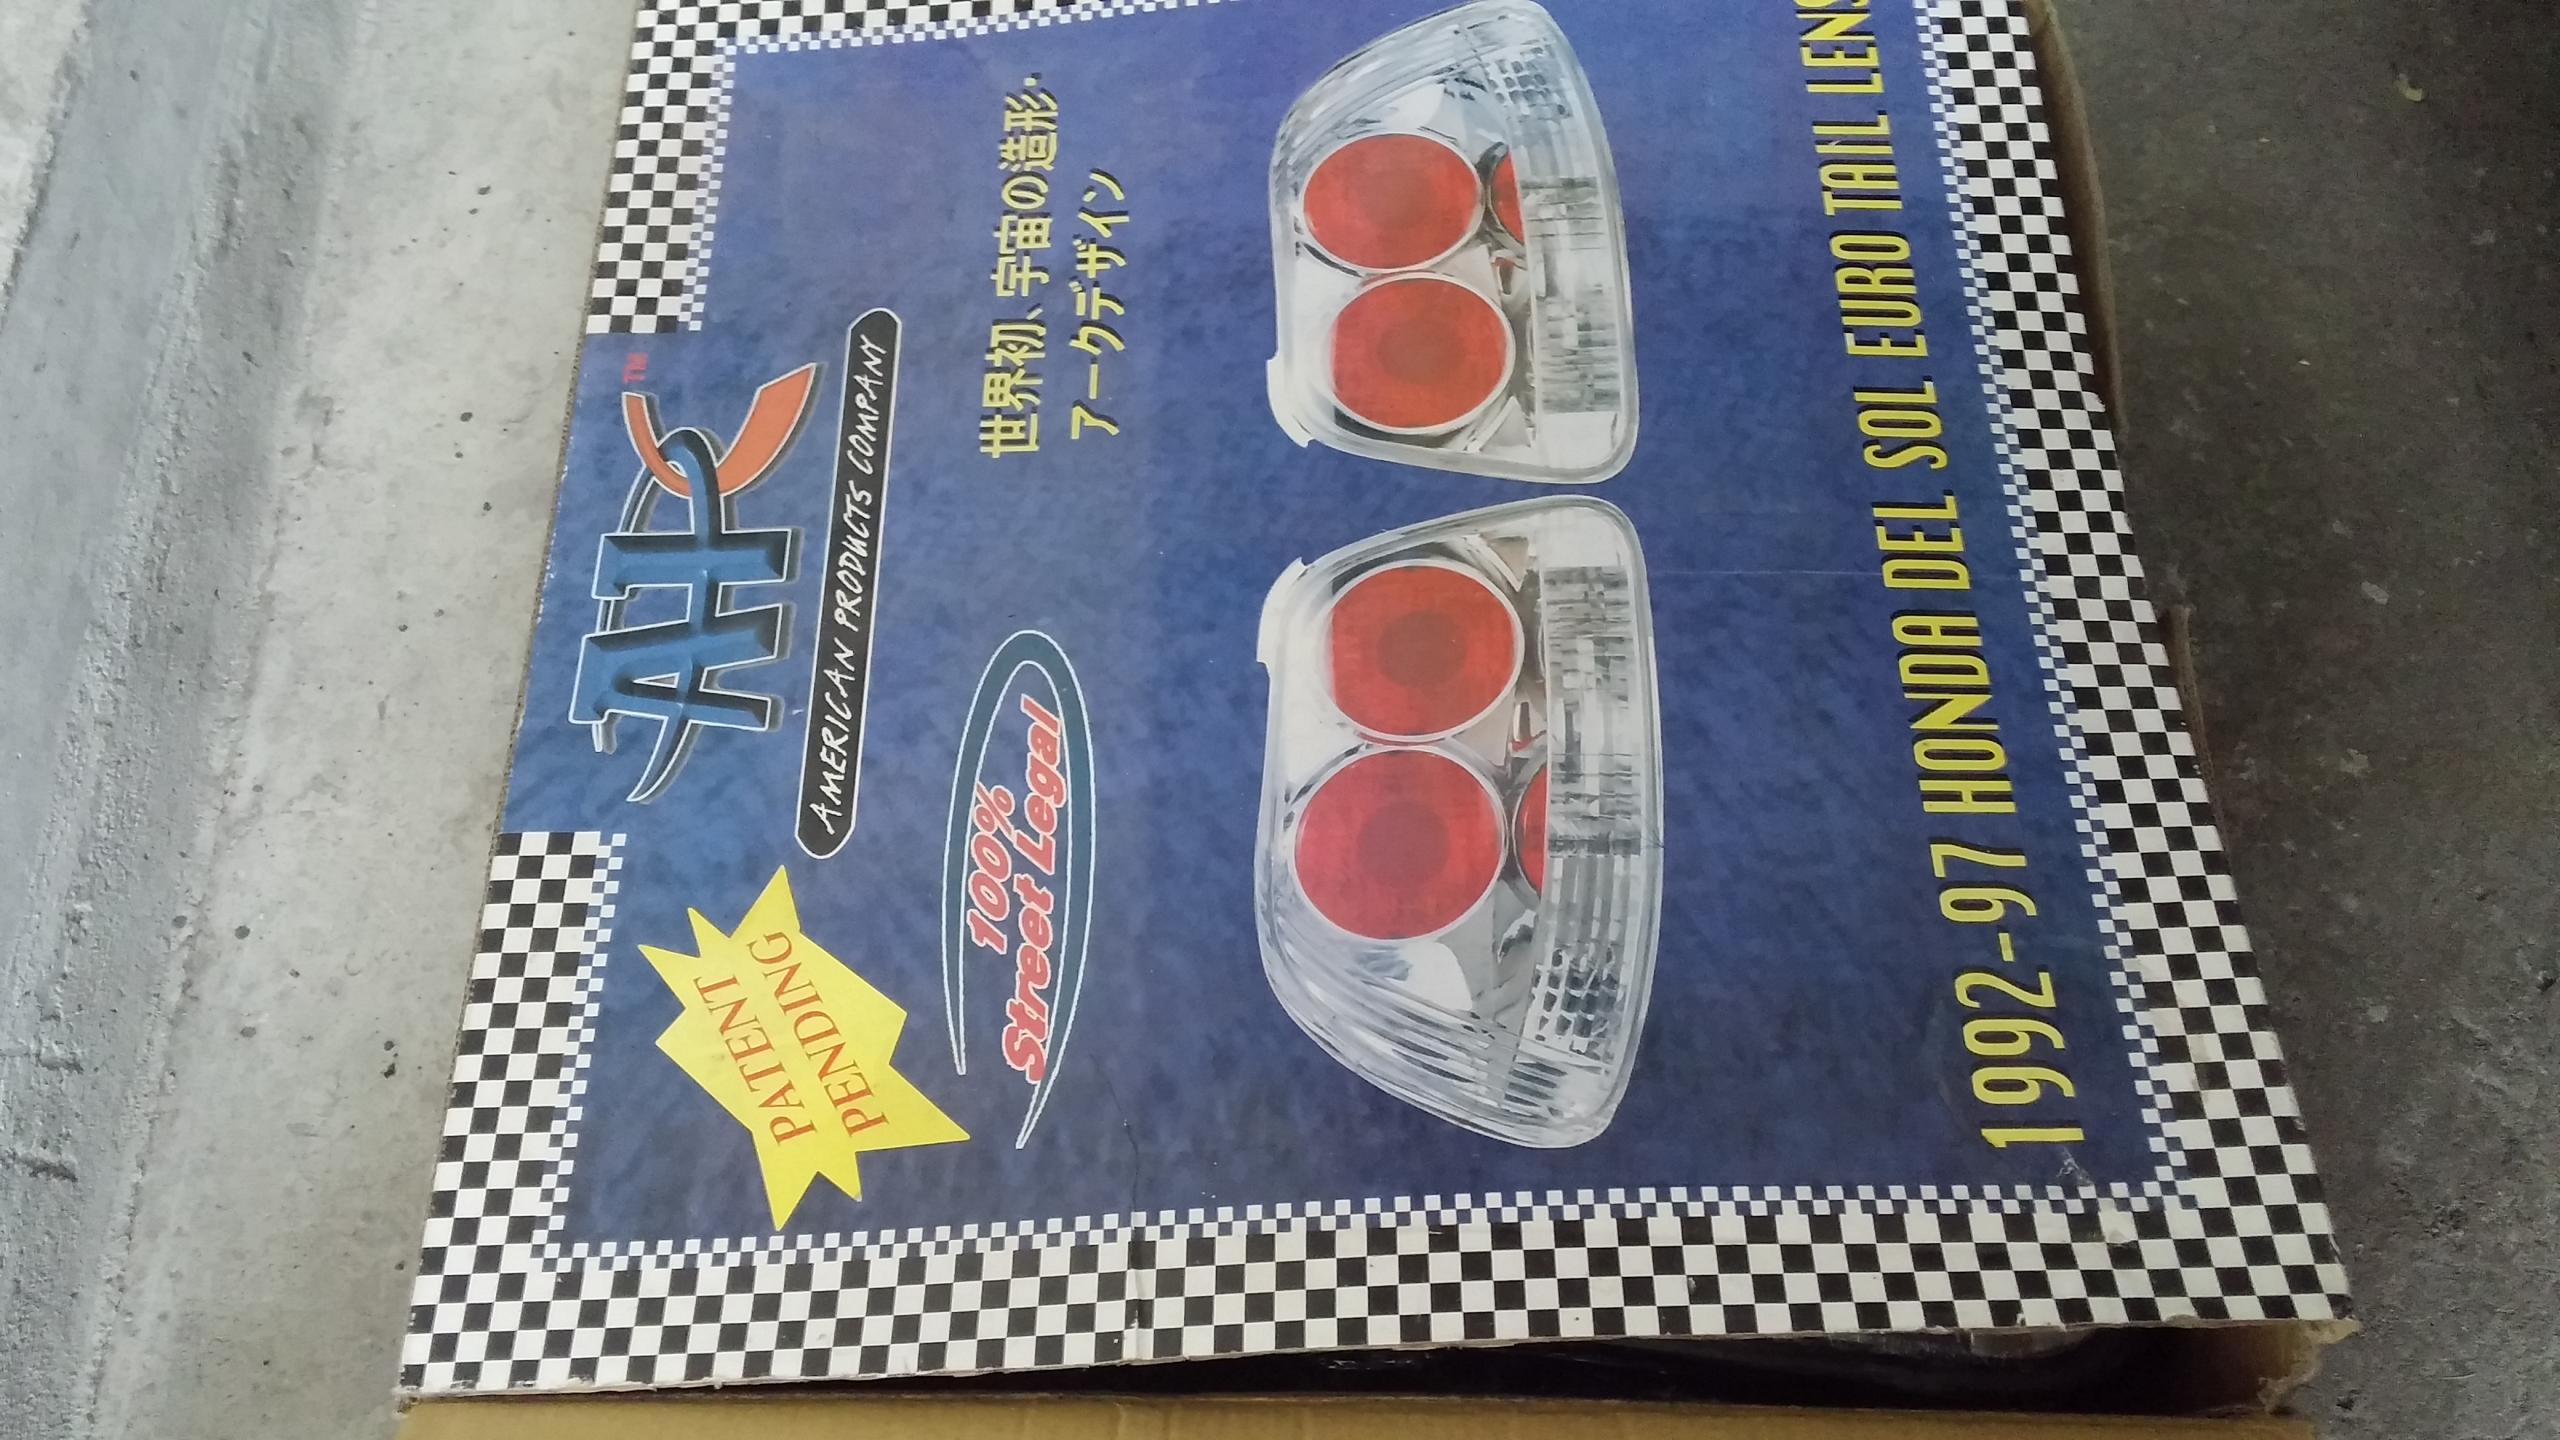 TM
AMERICAN PRODUCTS COMPANY
PATENT
PENDING
100%
Street Legal
世界初、宇宙の造形・
アークデザイン
1992-97 HONDA DEL SOL EURO TAIL LENS